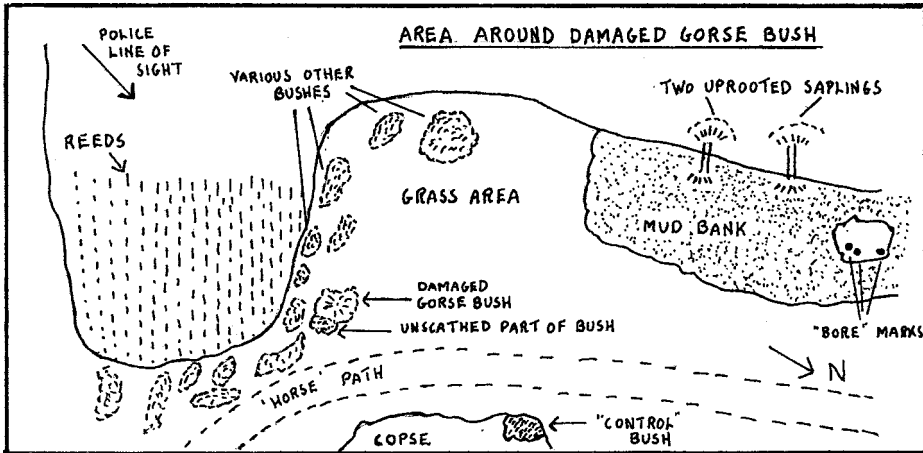 AREA AROUND DAMAGED GORSE BUSH
POLICE
LINE OF
SIGHT
VARIOUS OTHER
BUSHES
TWO UPROOTED SAPLINGS
REEDS
GRASS AREA
MUD BANK
DAMAGED
GORSE BUSH
UNSCATHED PART OF BUSH
"BORE" MARKS
N
'HORSE' PATH
"CONTROL"
BUSH
COPSE